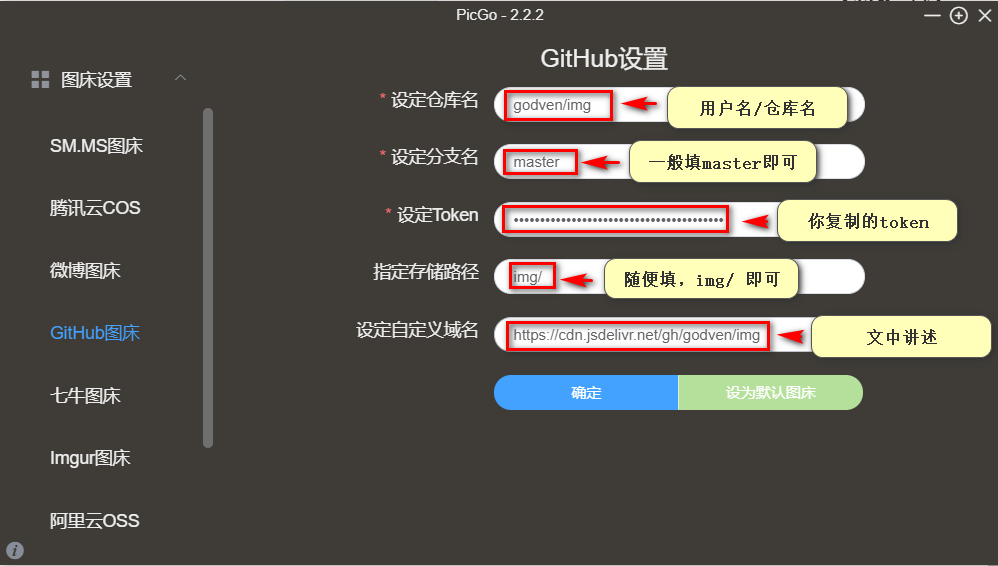 PicGo - 2.2.2
图床设置
SM.MS图床
腾讯云COS
微博图床
GitHub图床
七牛图床
Imgur图床
阿里云OSS
GitHub设置
* 设定仓库名 godven/img 用户名/仓库名
* 设定分支名 master 一般填master即可
* 设定Token ••••••••••••••••••••••••••••••••••••••• 你复制的token
指定存储路径 img/ 随便填，img/ 即可
设定自定义域名 https://cdn.jsdelivr.net/gh/godven/img 文中讲述
确定 设为默认图床